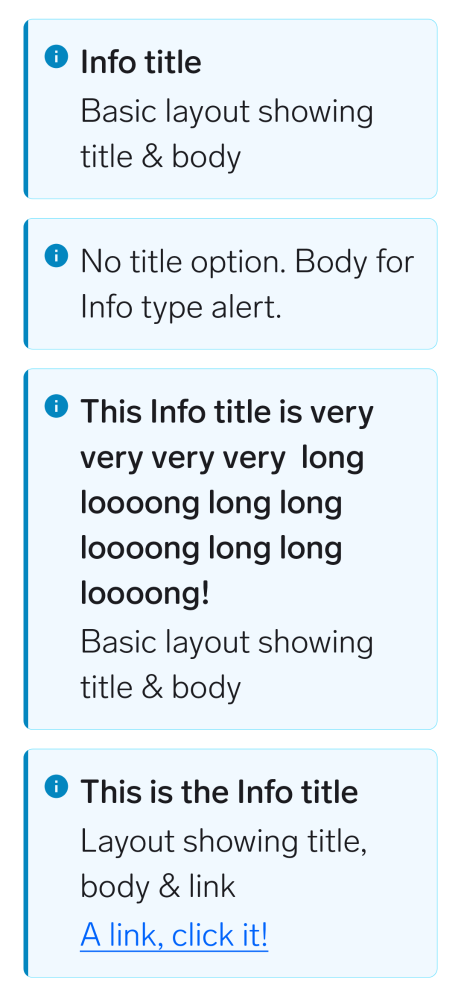 Info title
Basic layout showing
title & body
No title option. Body for
Info type alert.
This Info title is very
very very very  long
loooong long long
loooong long long
loooong!
Basic layout showing
title & body
This is the Info title
Layout showing title,
body & link
A link, click it!